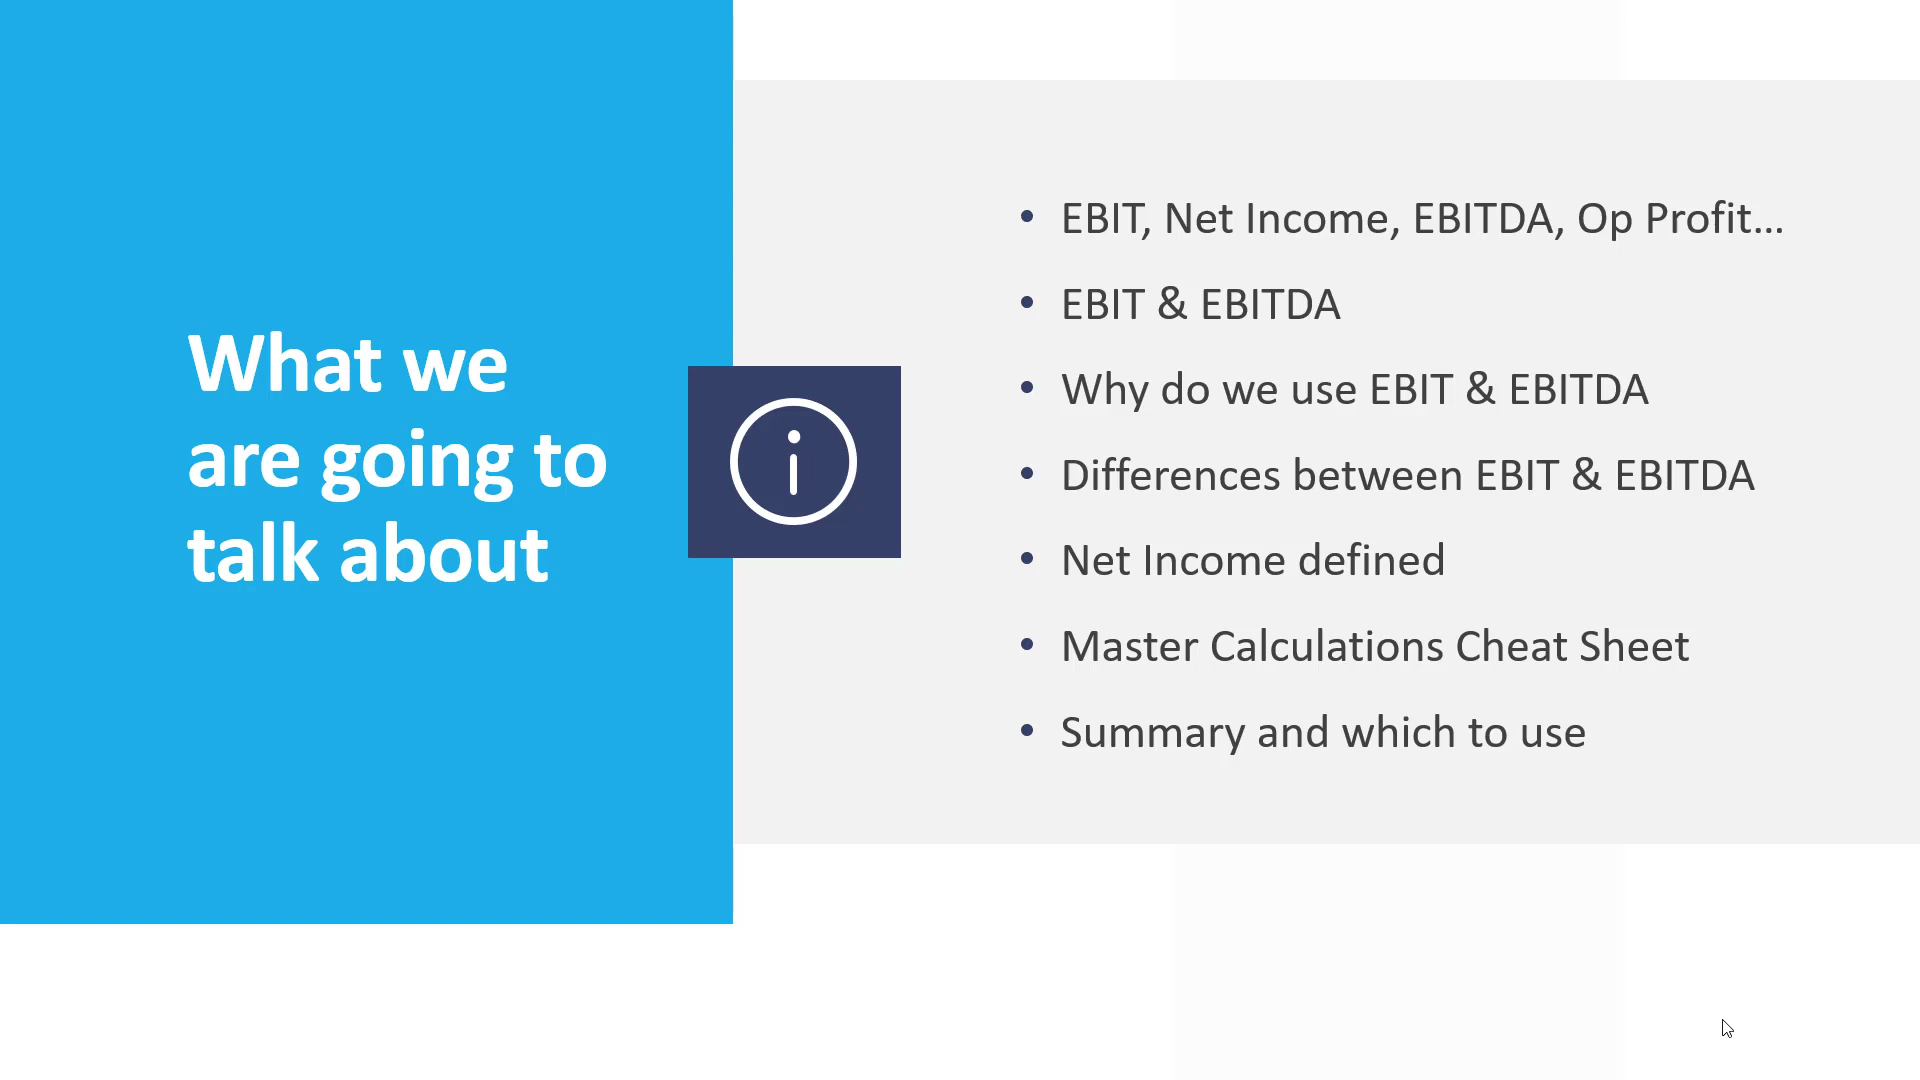 What we
are going to
talk about
• EBIT, Net Income, EBITDA, Op Profit...
• EBIT & EBITDA
• Why do we use EBIT & EBITDA
• Differences between EBIT & EBITDA
• Net Income defined
• Master Calculations Cheat Sheet
• Summary and which to use